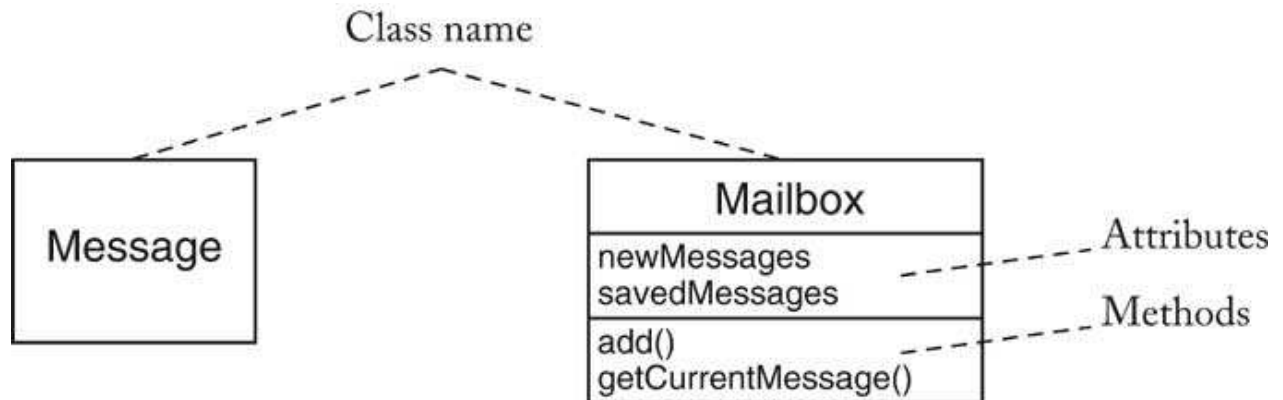 Class name
Message
Mailbox
newMessages
savedMessages
Attributes
add()
getCurrentMessage()
Methods